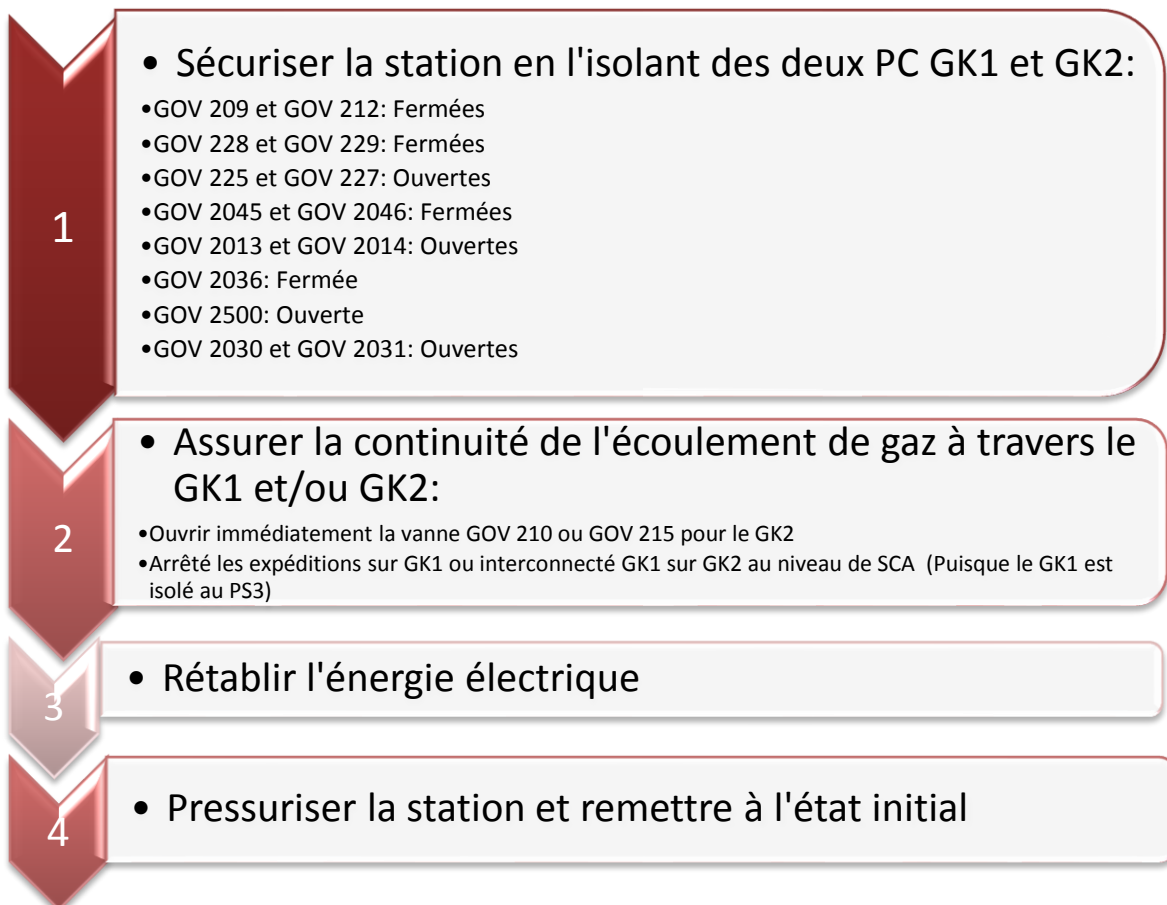 1
• Sécuriser la station en l'isolant des deux PC GK1 et GK2:
•GOV 209 et GOV 212: Fermées
•GOV 228 et GOV 229: Fermées
•GOV 225 et GOV 227: Ouvertes
•GOV 2045 et GOV 2046: Fermées
•GOV 2013 et GOV 2014: Ouvertes
•GOV 2036: Fermée
•GOV 2500: Ouverte
•GOV 2030 et GOV 2031: Ouvertes
2
• Assurer la continuité de l'écoulement de gaz à travers le
GK1 et/ou GK2:
•Ouvrir immédiatement la vanne GOV 210 ou GOV 215 pour le GK2
•Arrêté les expéditions sur GK1 ou interconnecté GK1 sur GK2 au niveau de SCA (Puisque le GK1 est
isolé au PS3)
3
• Rétablir l'énergie électrique
4
• Pressuriser la station et remettre à l'état initial